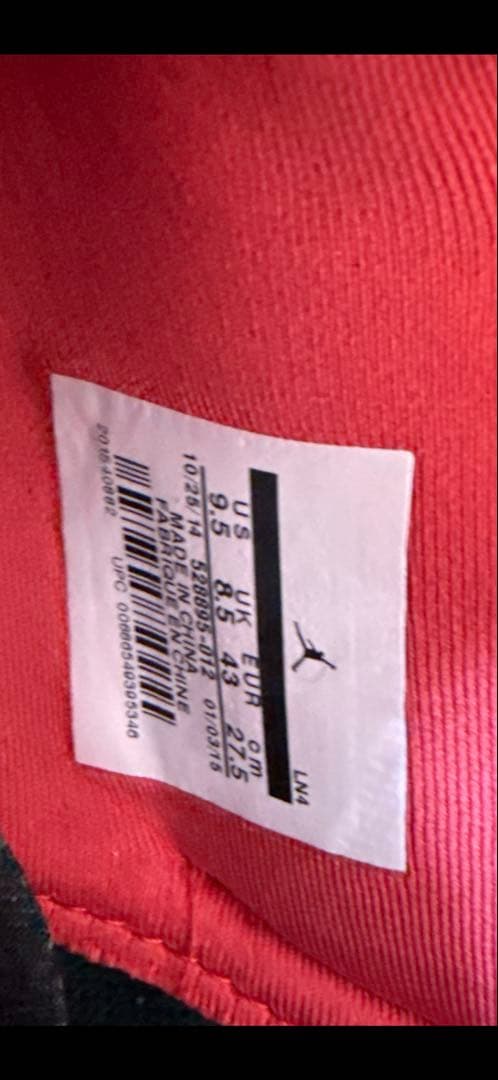 LN4
US UK EUR cm
9.5 8.5 43 27.5
10/28/14 528895-012 01/03/15
MADE IN CHINA
FABRIQUE EN CHINE
UPC 00886549395346